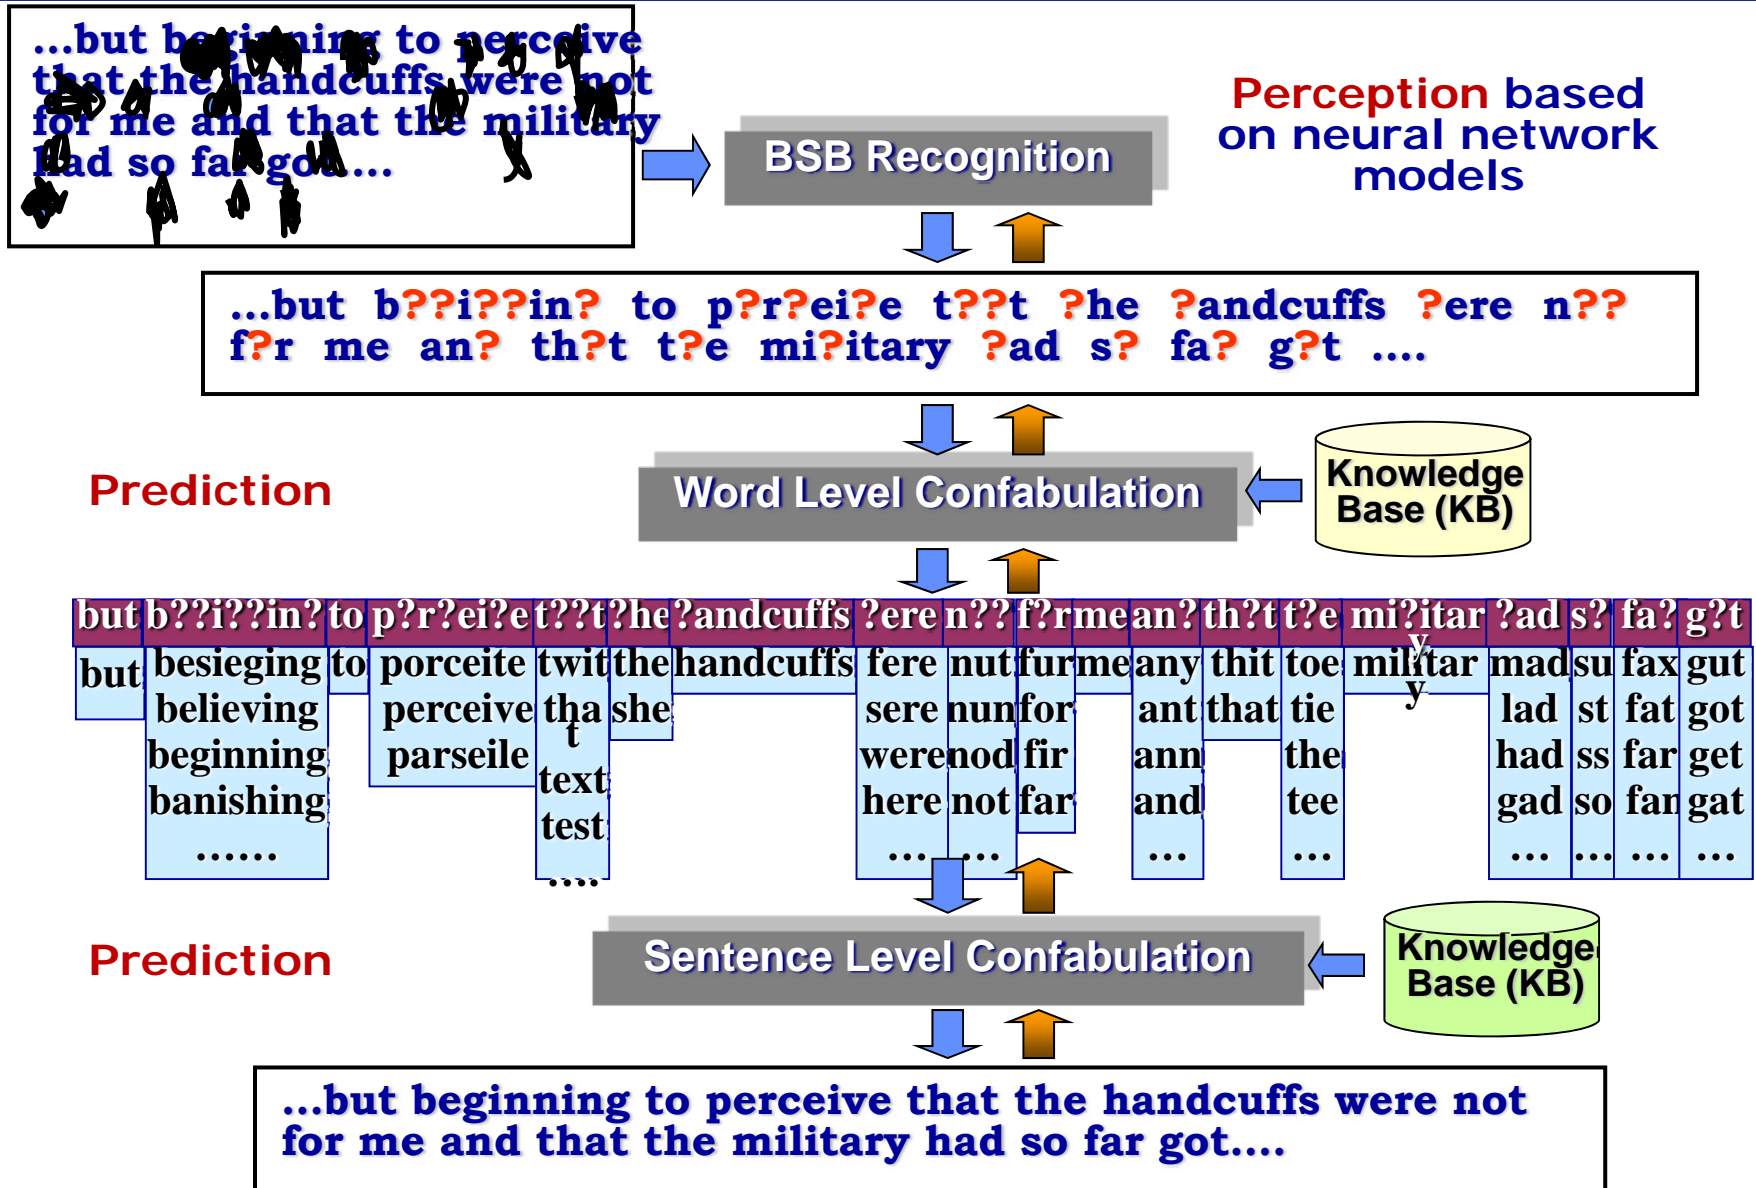 ...but beginning to perceive
that the handcuffs were not
for me and that the military
had so far got....
Perception based
on neural network
models
BSB Recognition
...but b??i??in? to p?r?ei?e t??t ?he ?andcuffs ?ere n??
f?r me an? th?t t?e mi?itary ?ad s? fa? g?t ....
Prediction
Word Level Confabulation
Knowledge
Base (KB)
but b??i??in? to p?r?ei?e t??t ?he ?andcuffs ?ere n?? f?r me an? th?t t?e mi?itar ?ad s? fa? g?t
y
but besieging to porceite twit the handcuffs fere nut fur me any thit toe militar mad su fax gut
y
believing perceive tha she sere nun for ant that tie lad st fat got
t
beginning parseile text were nod fir ann the had ss far get
banishing test here not far and tee gad so fan gat
...... .... ... ... ... ... ... ... ... ...
Prediction
Sentence Level Confabulation
Knowledge
Base (KB)
...but beginning to perceive that the handcuffs were not
for me and that the military had so far got....